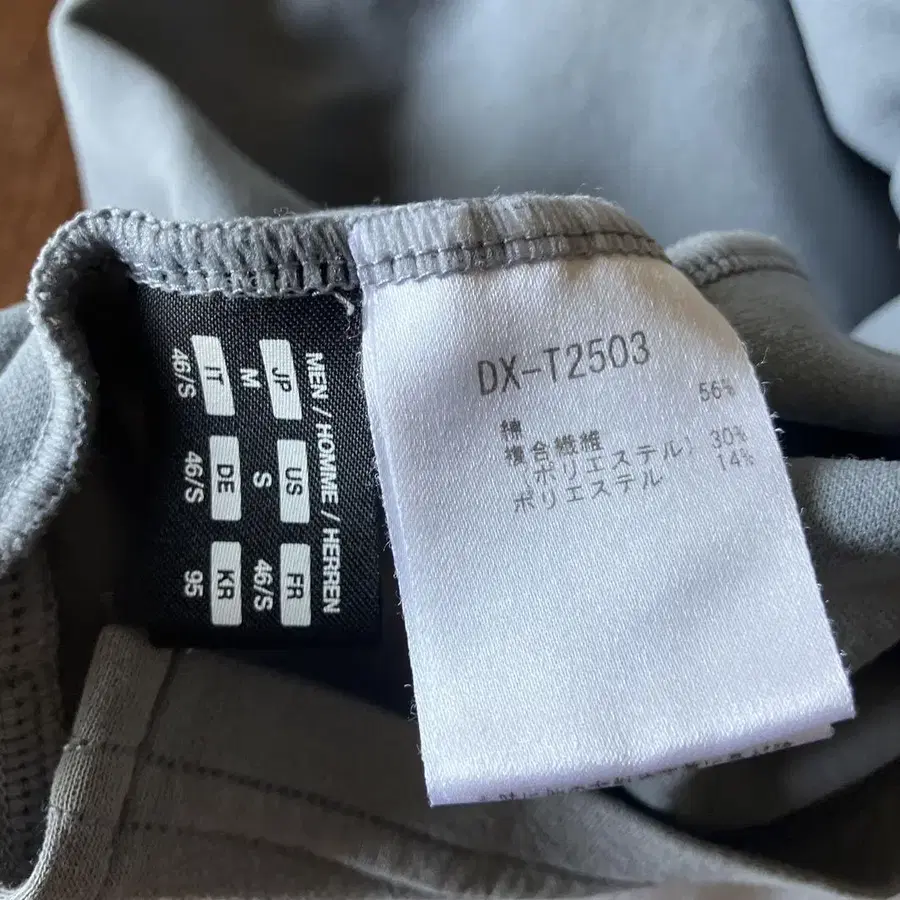 MEN / HOMME / HERREN
JP US FR
M S 46/S
IT DE KR
46/S 46/S 95
DX-T2503
綿 56%
複合繊維
(ポリエステル) 30%
ポリエステル 14%